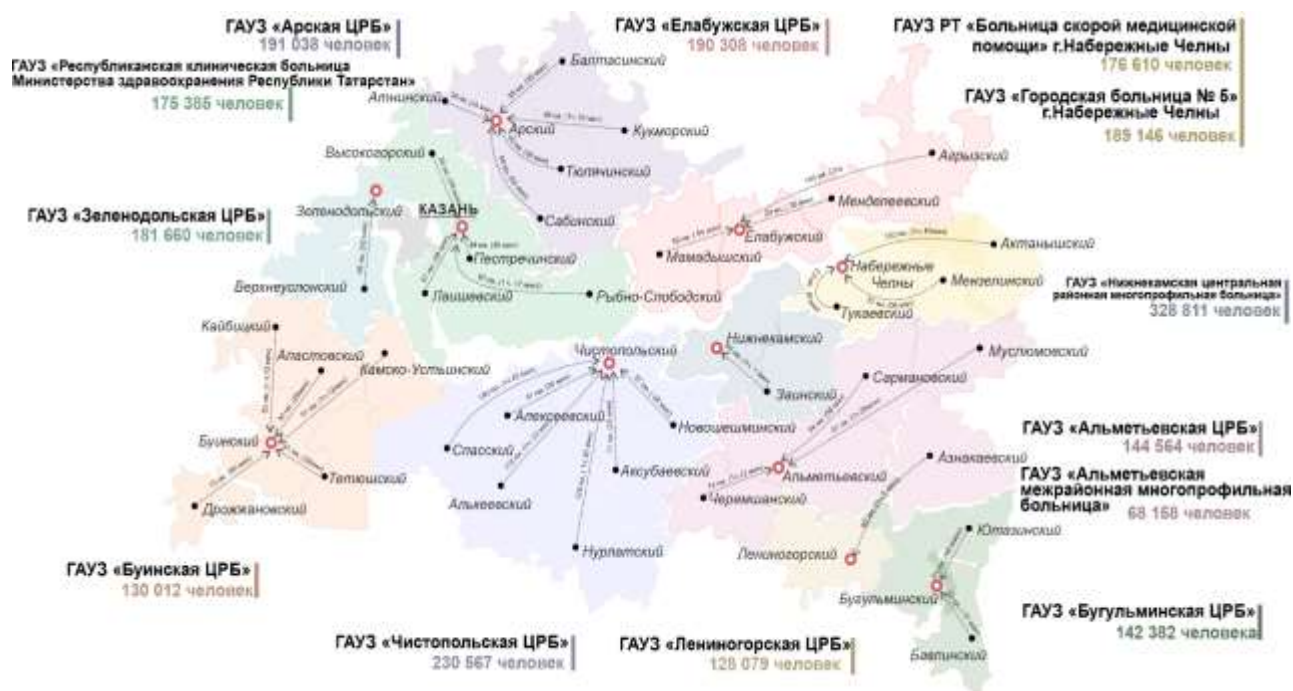 ГАУЗ «Арская ЦРБ»
191 038 человек
ГАУЗ «Елабужская ЦРБ»
190 308 человек
ГАУЗ РТ «Больница скорой медицинской
помощи» г.Набережные Челны
176 610 человек
ГАУЗ «Республиканская клиническая больница
Министерства здравоохранения Республики Татарстан»
175 385 человек
ГАУЗ «Городская больница № 5»
г.Набережные Челны
189 146 человек
Балтасинский
Атнинский
Арский
Кукморский
Высокогорский
Тюлячинский
Агрызский
Зеленодольский
КАЗАНЬ
Сабинский
Менделеевский
ГАУЗ «Зеленодольская ЦРБ»
181 660 человек
Елабужский
Мамадышский
Актанышский
Пестречинский
Набережные
Челны
Мензелинский
Верхнеуслонский
Лаишевский
Рыбно-Слободский
Тукаевский
ГАУЗ «Нижнекамская центральная
районная многопрофильная больница»
328 811 человек
Кайбицкий
Апастовский
Камско-Устьинский
Чистопольский
Нижнекамский
Муслюмовский
Сармановский
Заинский
Алексеевский
Новошешминский
Буинский
Спасский
ГАУЗ «Альметьевская ЦРБ»
144 564 человек
Тетюшский
Аксубаевский
Альметьевский
Азнакаевский
Алькеевский
Черемшанский
ГАУЗ «Альметьевская
межрайонная многопрофильная
больница»
68 158 человек
Дрожжановский
Ютазинский
Нурлатский
Лениногорский
ГАУЗ «Буинская ЦРБ»
130 012 человек
Бугульминский
ГАУЗ «Бугульминская ЦРБ»
142 382 человека
ГАУЗ «Чистопольская ЦРБ»
230 567 человек
ГАУЗ «Лениногорская ЦРБ»
128 079 человек
Бавлинский